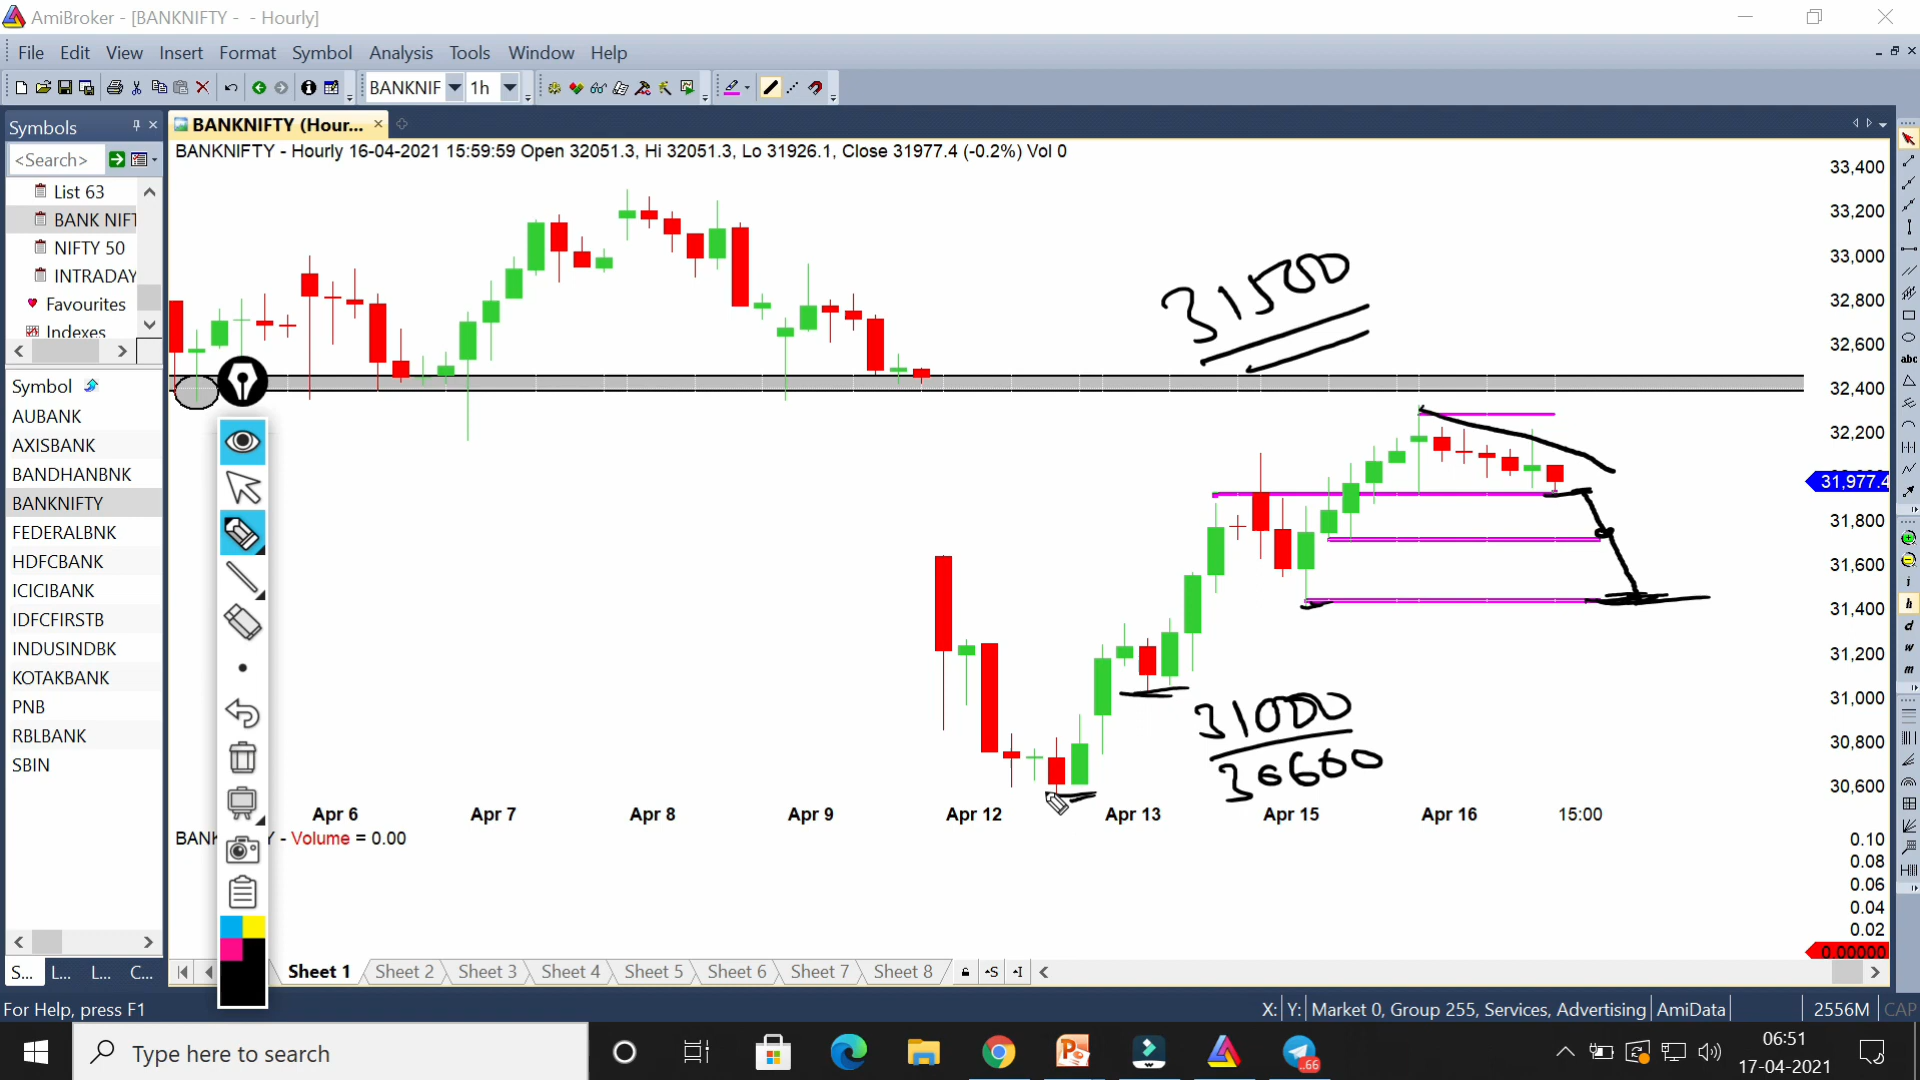 AmiBroker - [BANKNIFTY - - Hourly]
File Edit View Insert Format Symbol Analysis Tools Window Help
BANKNIF 1h
Symbols
BANKNIFTY (Hour...
<Search>
BANKNIFTY - Hourly 16-04-2021 15:59:59 Open 32051.3, Hi 32051.3, Lo 31926.1, Close 31977.4 (-0.2%) Vol 0
List 63
BANK NIFT
NIFTY 50
INTRADAY
Favourites
Indexes
Symbol
AUBANK
AXISBANK
BANDHANBNK
BANKNIFTY
FEDERALBNK
HDFCBANK
ICICIBANK
IDFCFIRSTB
INDUSINDBK
KOTAKBANK
PNB
RBLBANK
SBIN
33,400
33,200
33,000
32,800
32,600
32,400
32,200
31,977.4
31,800
31,600
31,400
31,200
31,000
30,800
30,600
31500
31000
30600
Apr 6 Apr 7 Apr 8 Apr 9 Apr 12 Apr 13 Apr 15 Apr 16 15:00
BANK Y - Volume = 0.00
0.10
0.08
0.06
0.04
0.02
0.00000
abc
i
h
d
w
m
S... L... L... C...
Sheet 1 Sheet 2 Sheet 3 Sheet 4 Sheet 5 Sheet 6 Sheet 7 Sheet 8
For Help, press F1
X: Y: Market 0, Group 255, Services, Advertising AmiData 2556M CAP
Type here to search
06:51
17-04-2021